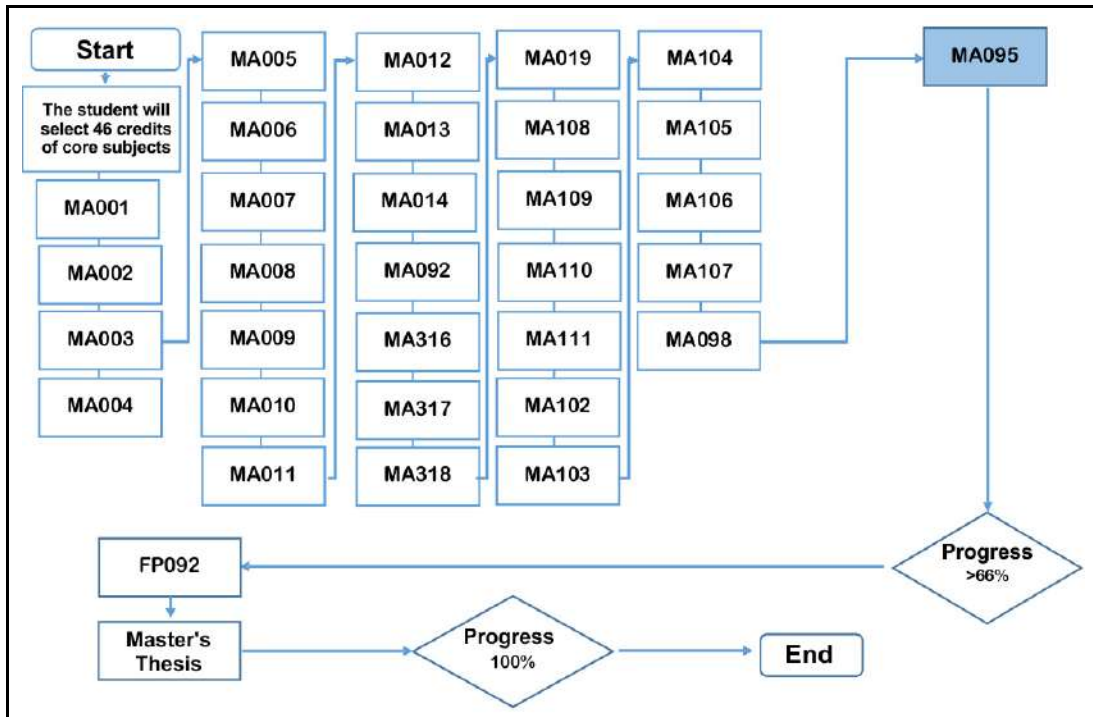 Start
The student will
select 46 credits
of core subjects
MA001
MA002
MA003
MA004
MA005
MA006
MA007
MA008
MA009
MA010
MA011
MA012
MA013
MA014
MA092
MA316
MA317
MA318
MA019
MA108
MA109
MA110
MA111
MA102
MA103
MA104
MA105
MA106
MA107
MA098
MA095
Progress
>66%
FP092
Master's
Thesis
Progress
100%
End